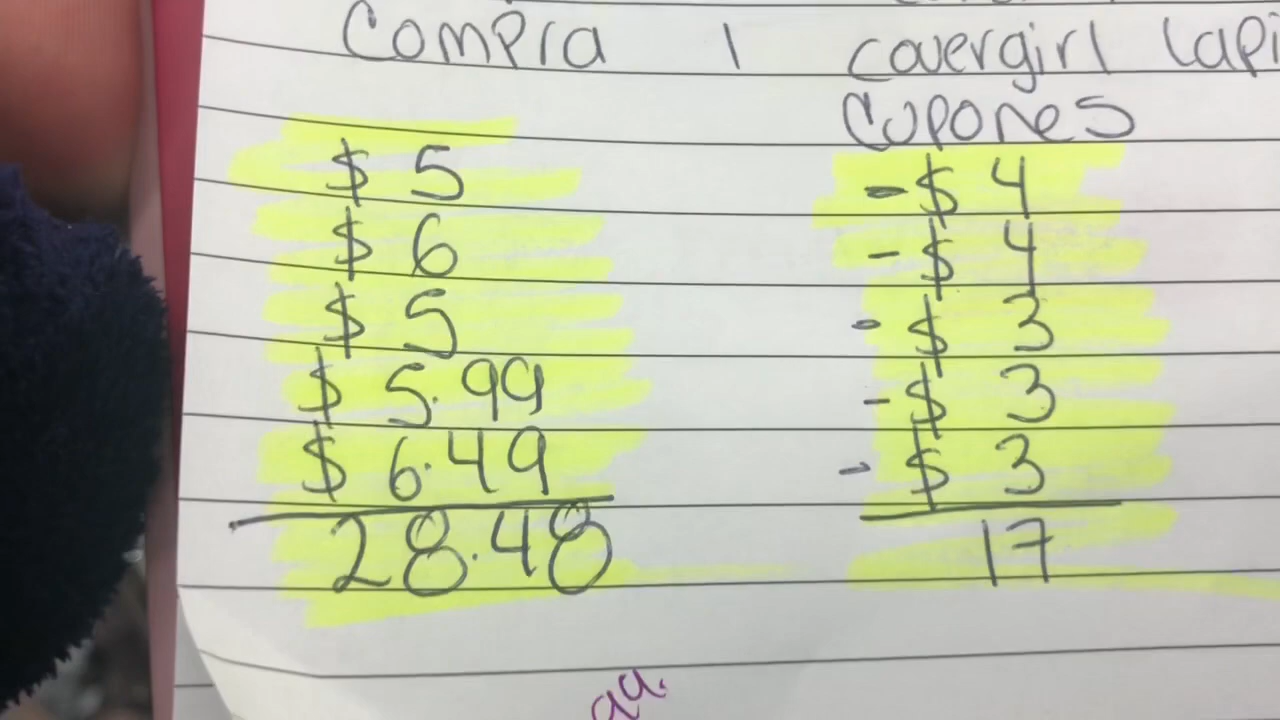 Compra 1 covergirl lapi
Cupones
$ 5 -$ 4
$ 6 -$ 4
$ 5 -$ 3
$ 5.99 -$ 3
$ 6.49 -$ 3
28.48 17